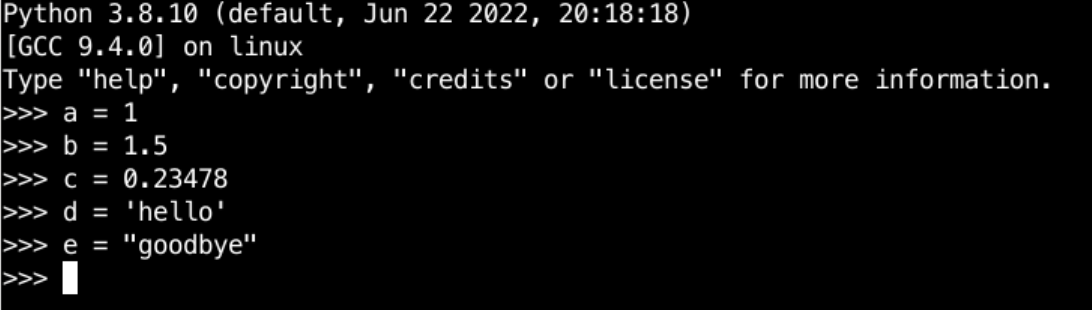 Python 3.8.10 (default, Jun 22 2022, 20:18:18)
[GCC 9.4.0] on linux
Type "help", "copyright", "credits" or "license" for more information.
>>> a = 1
>>> b = 1.5
>>> c = 0.23478
>>> d = 'hello'
>>> e = "goodbye"
>>>